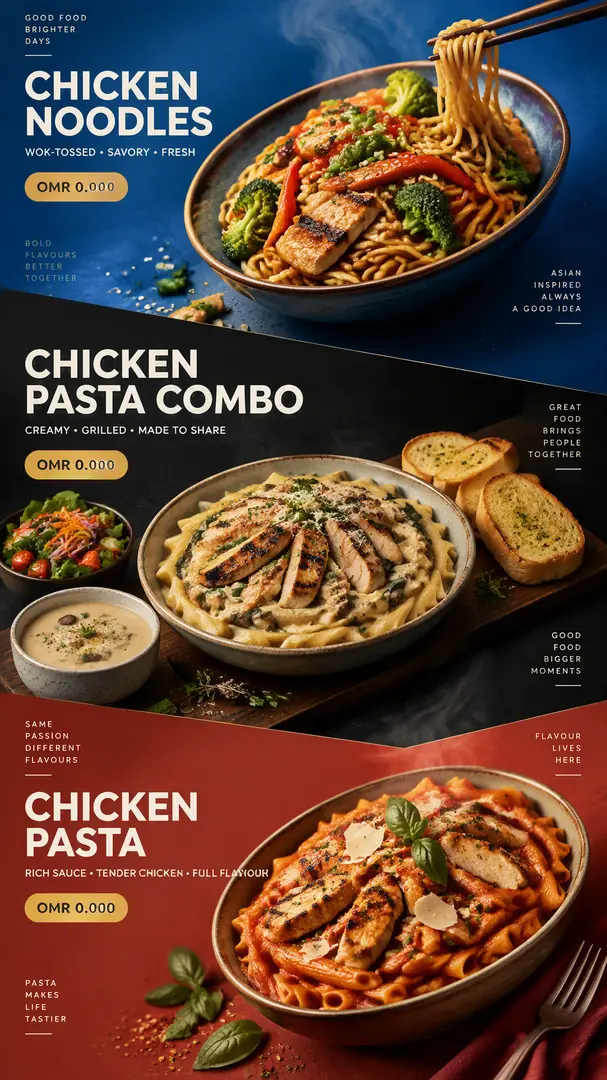 GOOD FOOD
BRIGHTER
DAYS
CHICKEN
NOODLES
WOK-TOSSED • SAVORY • FRESH
OMR 0.000
BOLD
FLAVOURS
BETTER
TOGETHER
ASIAN
INSPIRED
ALWAYS
A GOOD IDEA
CHICKEN
PASTA COMBO
CREAMY • GRILLED • MADE TO SHARE
OMR 0.000
GREAT
FOOD
BRINGS
PEOPLE
TOGETHER
GOOD
FOOD
BIGGER
MOMENTS
SAME
PASSION
DIFFERENT
FLAVOURS
FLAVOUR
LIVES
HERE
CHICKEN
PASTA
RICH SAUCE • TENDER CHICKEN • FULL FLAVOUR
OMR 0.000
PASTA
MAKES
LIFE
TASTIER